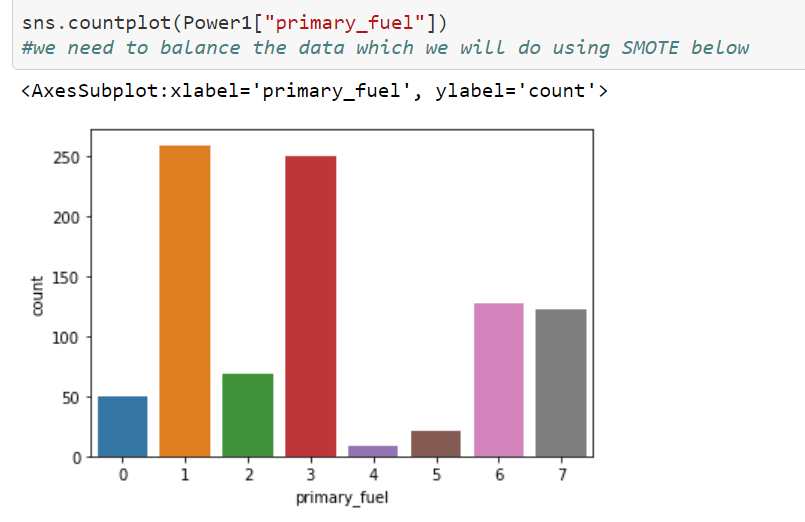 sns.countplot(Power1["primary_fuel"])
#we need to balance the data which we will do using SMOTE below
<AxesSubplot:xlabel='primary_fuel', ylabel='count'>
250
200
150
100
50
0
count
0 1 2 3 4 5 6 7
primary_fuel